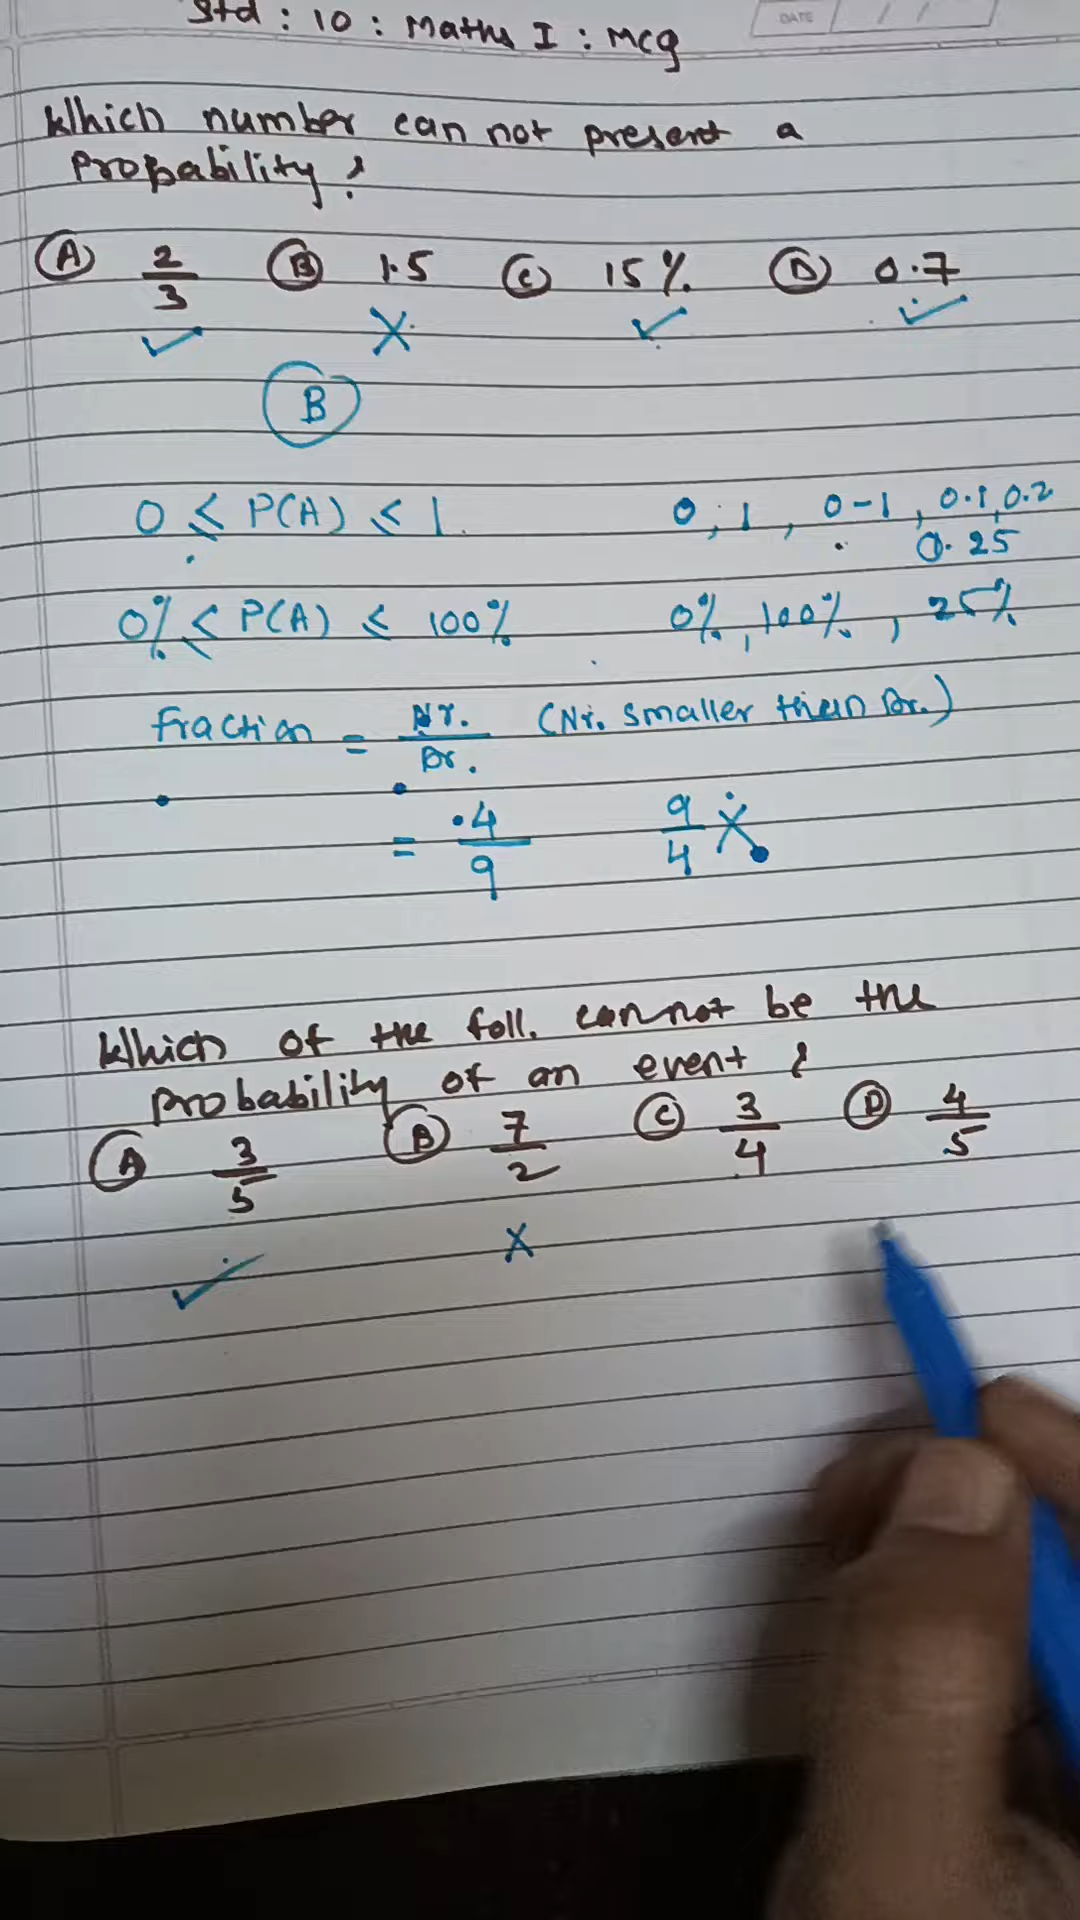 Std : 10 : Maths I : Mcq
DATE / /
Which number can not present a
Probability ?
(A) 2/3 (B) 1.5 (C) 15% (D) 0.7
✓ X ✓ ✓
B
0 ≤ P(A) ≤ 1. 0, 1, 0-1, 0.1, 0.2
0.25
0% ≤ P(A) ≤ 100% 0%, 100%, 25%
Fraction = Nr./Dr. (Nr. smaller then Dr.)
= 4/9 9/4 X
Which of the foll. cannot be the
probability of an event ?
(A) 3/5 (B) 7/2 (C) 3/4 (D) 4/5
✓ X